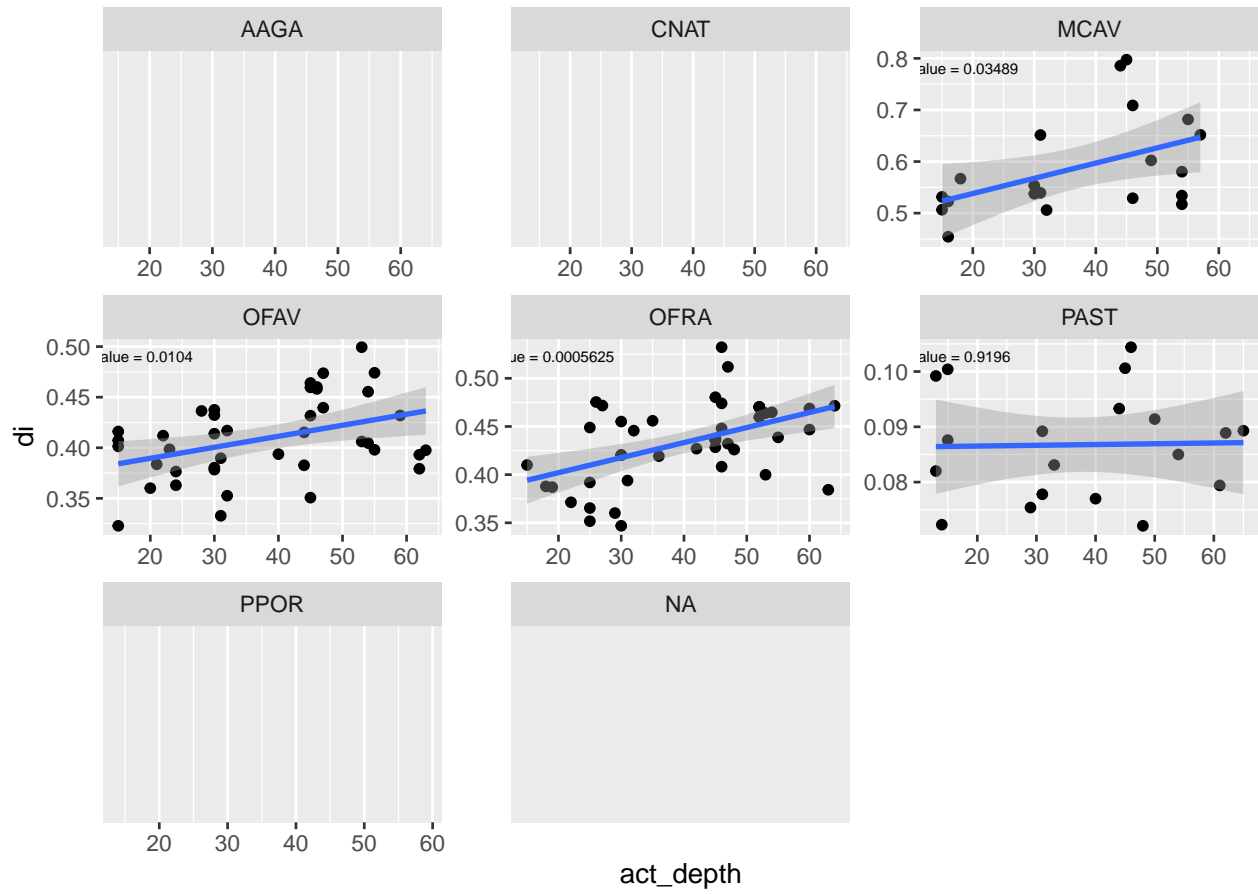 AAGA CNAT MCAV
0.8
0.7
0.6
0.5
alue = 0.03489
20 30 40 50 60 20 30 40 50 60 20 30 40 50 60
OFAV OFRA PAST
di
0.50
0.45
0.40
0.35
alue = 0.0104
0.50
0.45
0.40
0.35
ue = 0.0005625
0.10
0.09
0.08
value = 0.9196
20 30 40 50 60 20 30 40 50 60 20 30 40 50 60
PPOR NA
20 30 40 50 60
act_depth